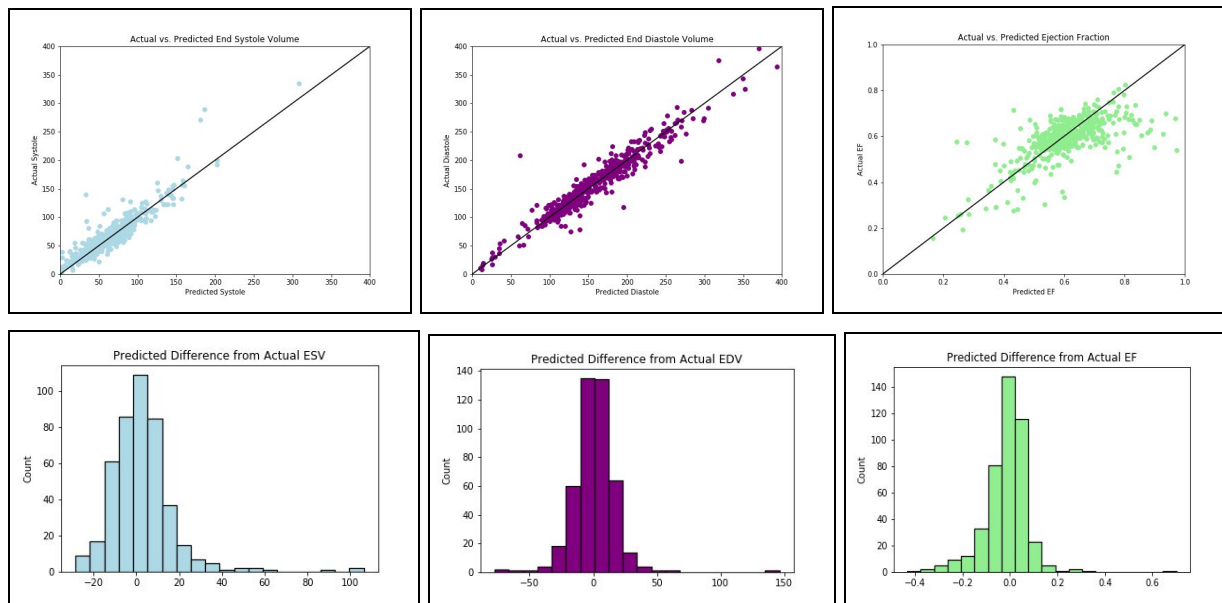 Actual vs. Predicted End Systole Volume
400
350
300
250
200
150
100
50
0
Actual Systole
0 100 200 300 400
Predicted Systole
Actual vs. Predicted End Diastole Volume
400
350
300
250
200
150
100
50
0
Actual Diastole
0 50 100 150 200 250 300 350 400
Predicted Diastole
Actual vs. Predicted Ejection Fraction
1.0
0.8
0.6
0.4
0.2
0.0
Actual EF
0.0 0.2 0.4 0.6 0.8 1.0
Predicted EF
Predicted Difference from Actual ESV
100
80
60
40
20
0
Count
−20 0 20 40 60 80 100
Predicted Difference from Actual EDV
140
120
100
80
60
40
20
0
Count
−50 0 50 100 150
Predicted Difference from Actual EF
140
120
100
80
60
40
20
0
Count
−0.4 −0.2 0.0 0.2 0.4 0.6